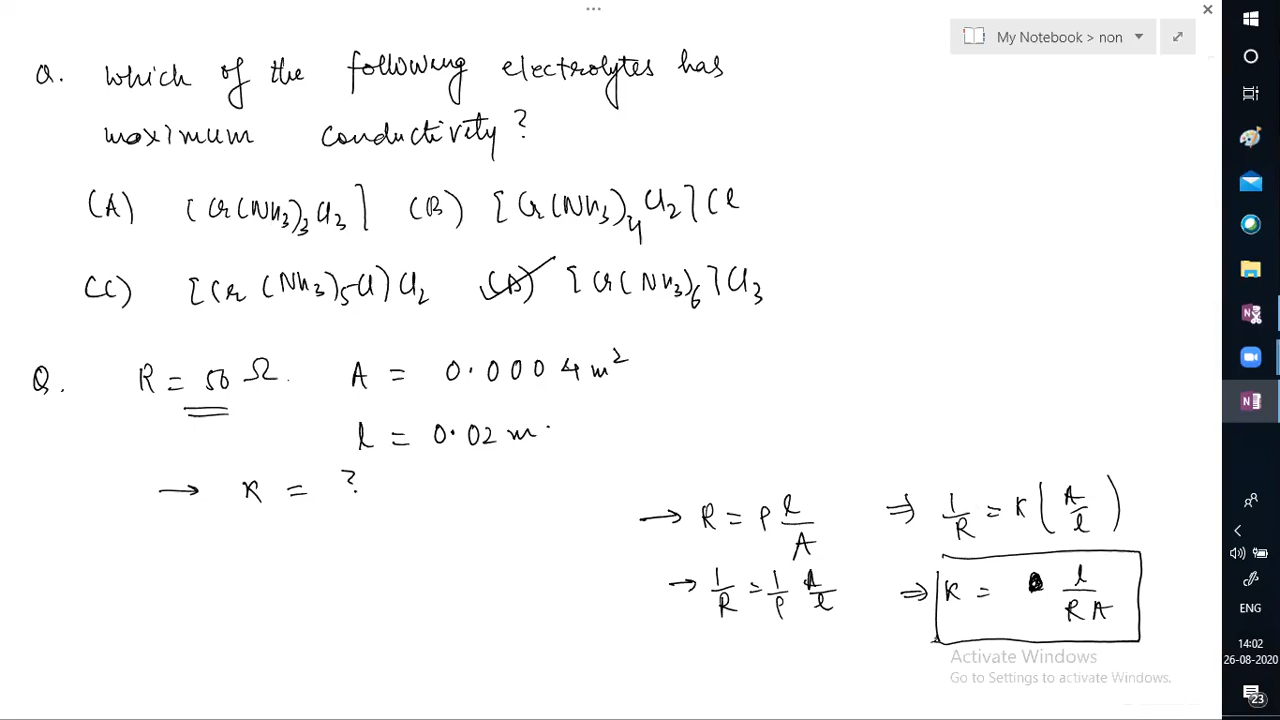 ...
My Notebook > non
Q. which of the following electrolytes has
maximum conductivity?
(A) [Cr(NH3)3Cl3] (B) [Cr(NH3)4Cl2]Cl
(C) [Cr(NH3)5Cl]Cl2 (D) [Cr(NH3)6]Cl3
Q. R = 50 Ω. A = 0.0004 m²
l = 0.02 m.
→ K = ?
→ R = ρ l/A ⇒ 1/R = K (A/l)
→ 1/R = 1/ρ A/l ⇒ K = l/RA
Activate Windows
Go to Settings to activate Windows.
ENG
14:02
26-08-2020
23